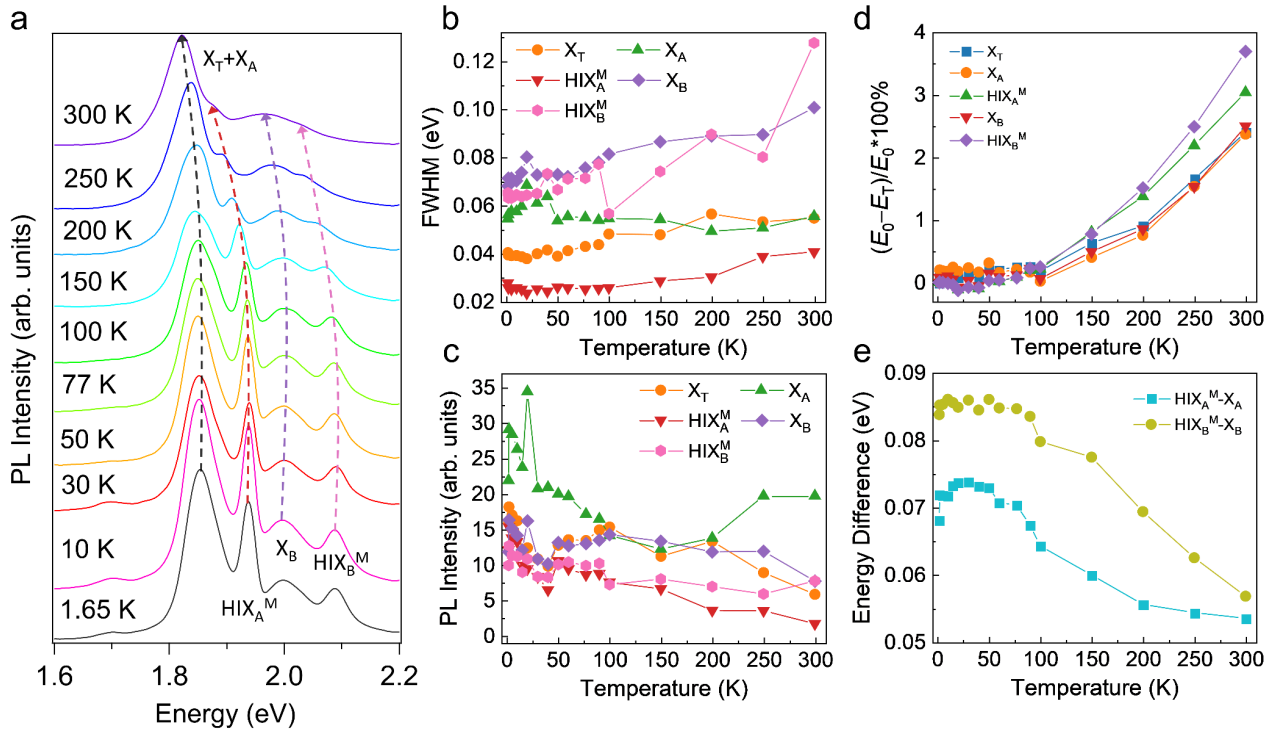 a
X_T+X_A
300 K
250 K
200 K
150 K
100 K
77 K
50 K
30 K
10 K
1.65 K
X_B
HIX_B^M
HIX_A^M
PL Intensity (arb. units)
1.6 1.8 2.0 2.2
Energy (eV)
b
X_T X_A
HIX_A^M X_B
HIX_B^M
FWHM (eV)
0.12
0.10
0.08
0.06
0.04
0.02
0 50 100 150 200 250 300
Temperature (K)
c
X_T X_A
HIX_A^M X_B
HIX_B^M
PL Intensity (arb. units)
35
30
25
20
15
10
5
0
0 50 100 150 200 250 300
Temperature (K)
d
X_T
X_A
HIX_A^M
X_B
HIX_B^M
(E_0–E_T)/E_0*100%
4
3
2
1
0
0 50 100 150 200 250 300
Temperature (K)
e
HIX_A^M-X_A
HIX_B^M-X_B
Energy Difference (eV)
0.09
0.08
0.07
0.06
0.05
0 50 100 150 200 250 300
Temperature (K)